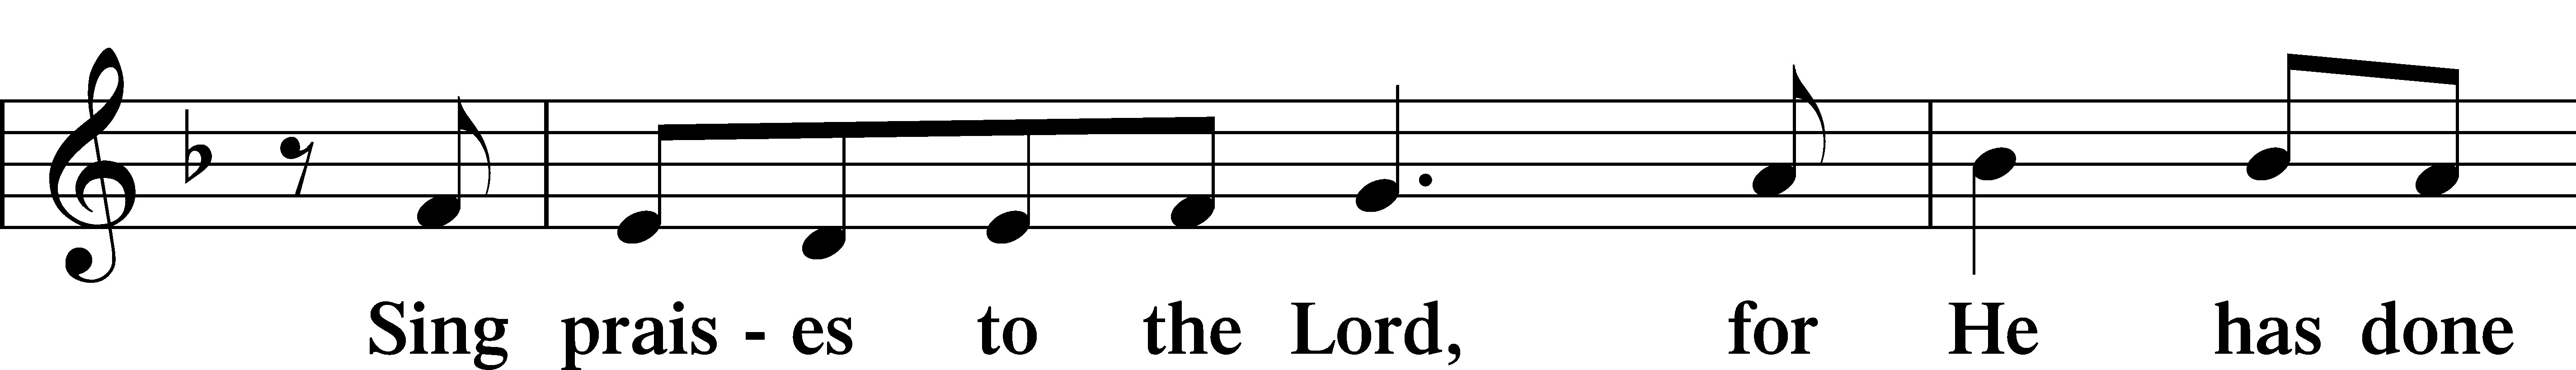 Sing prais - es to the Lord, for He has done